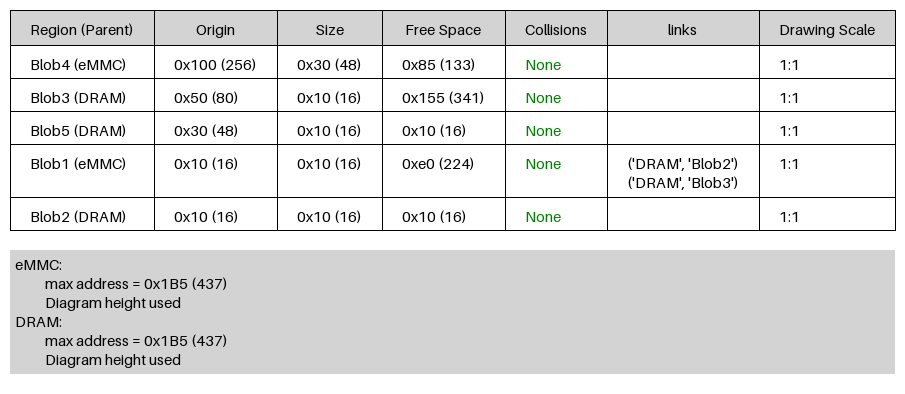 Region (Parent) Origin Size Free Space Collisions links Drawing Scale
Blob4 (eMMC) 0x100 (256) 0x30 (48) 0x85 (133) None 1:1
Blob3 (DRAM) 0x50 (80) 0x10 (16) 0x155 (341) None 1:1
Blob5 (DRAM) 0x30 (48) 0x10 (16) 0x10 (16) None 1:1
Blob1 (eMMC) 0x10 (16) 0x10 (16) 0xe0 (224) None ('DRAM', 'Blob2') 1:1
('DRAM', 'Blob3')
Blob2 (DRAM) 0x10 (16) 0x10 (16) 0x10 (16) None 1:1
eMMC:
max address = 0x1B5 (437)
Diagram height used
DRAM:
max address = 0x1B5 (437)
Diagram height used